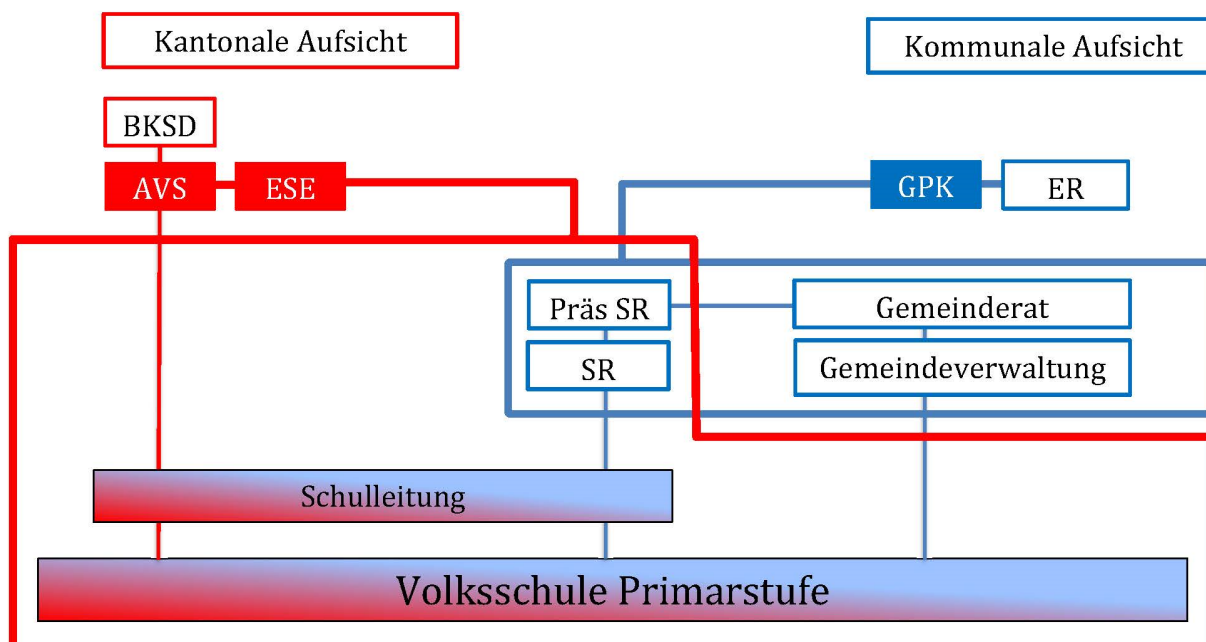 Kantonale Aufsicht
Kommunale Aufsicht
BKSD
AVS
ESE
GPK
ER
Präs SR
Gemeinderat
SR
Gemeindeverwaltung
Schulleitung
Volksschule Primarstufe